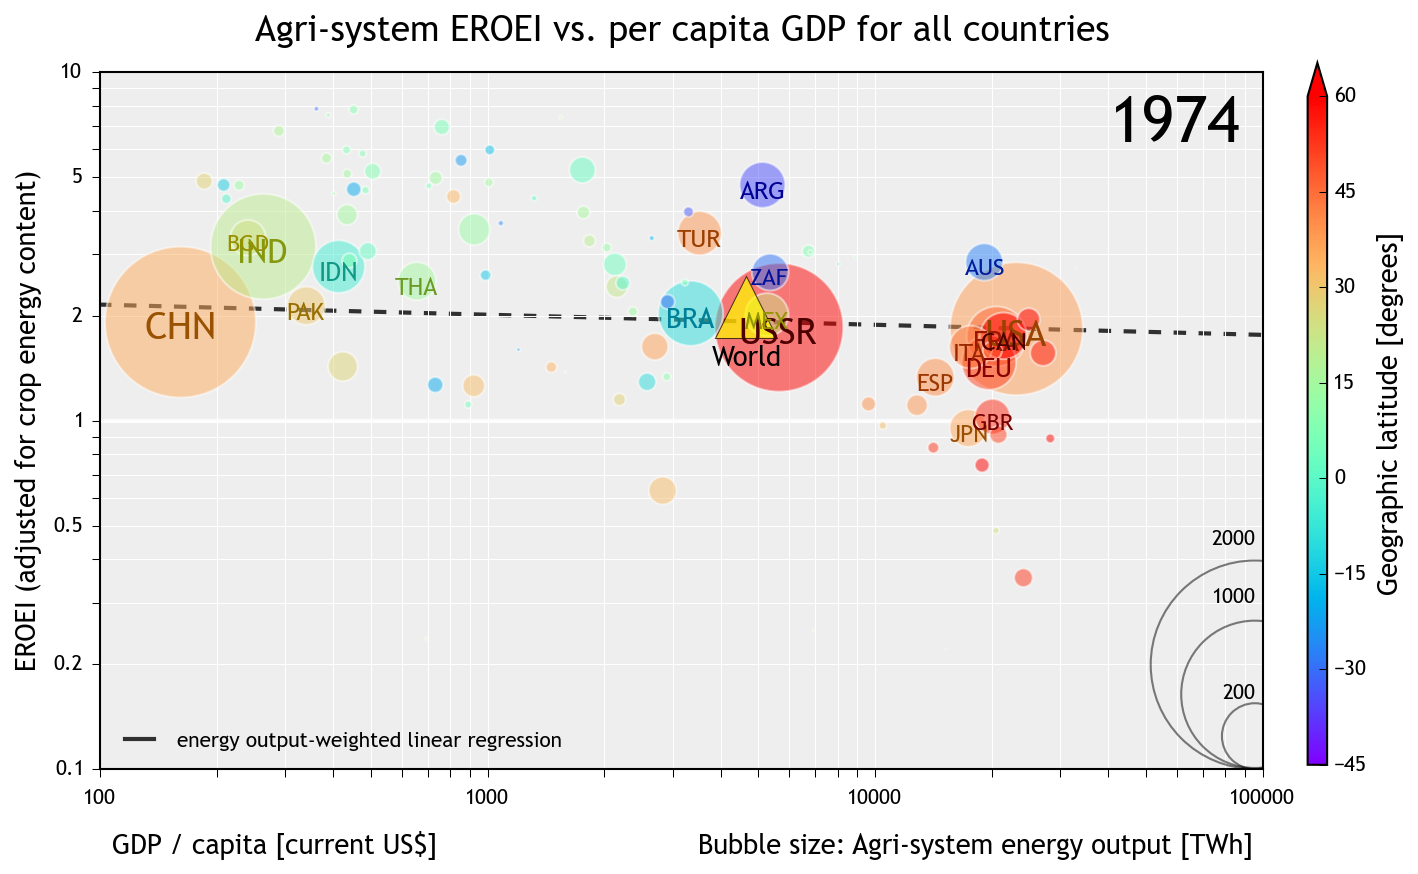 Agri-system EROEI vs. per capita GDP for all countries
1974
EROEI (adjusted for crop energy content)
10
5
2
1
0.5
0.2
0.1
100
1000
10000
100000
GDP / capita [current US$]
Bubble size: Agri-system energy output [TWh]
energy output-weighted linear regression
ARG
TUR
BGD
IND
IDN
THA
ZAF
AUS
PAK
CHN
BRA
MEX
USSR
World
USA
FRA
CAN
ITA
DEU
ESP
GBR
JPN
2000
1000
200
60
45
30
15
0
−15
−30
−45
Geographic latitude [degrees]